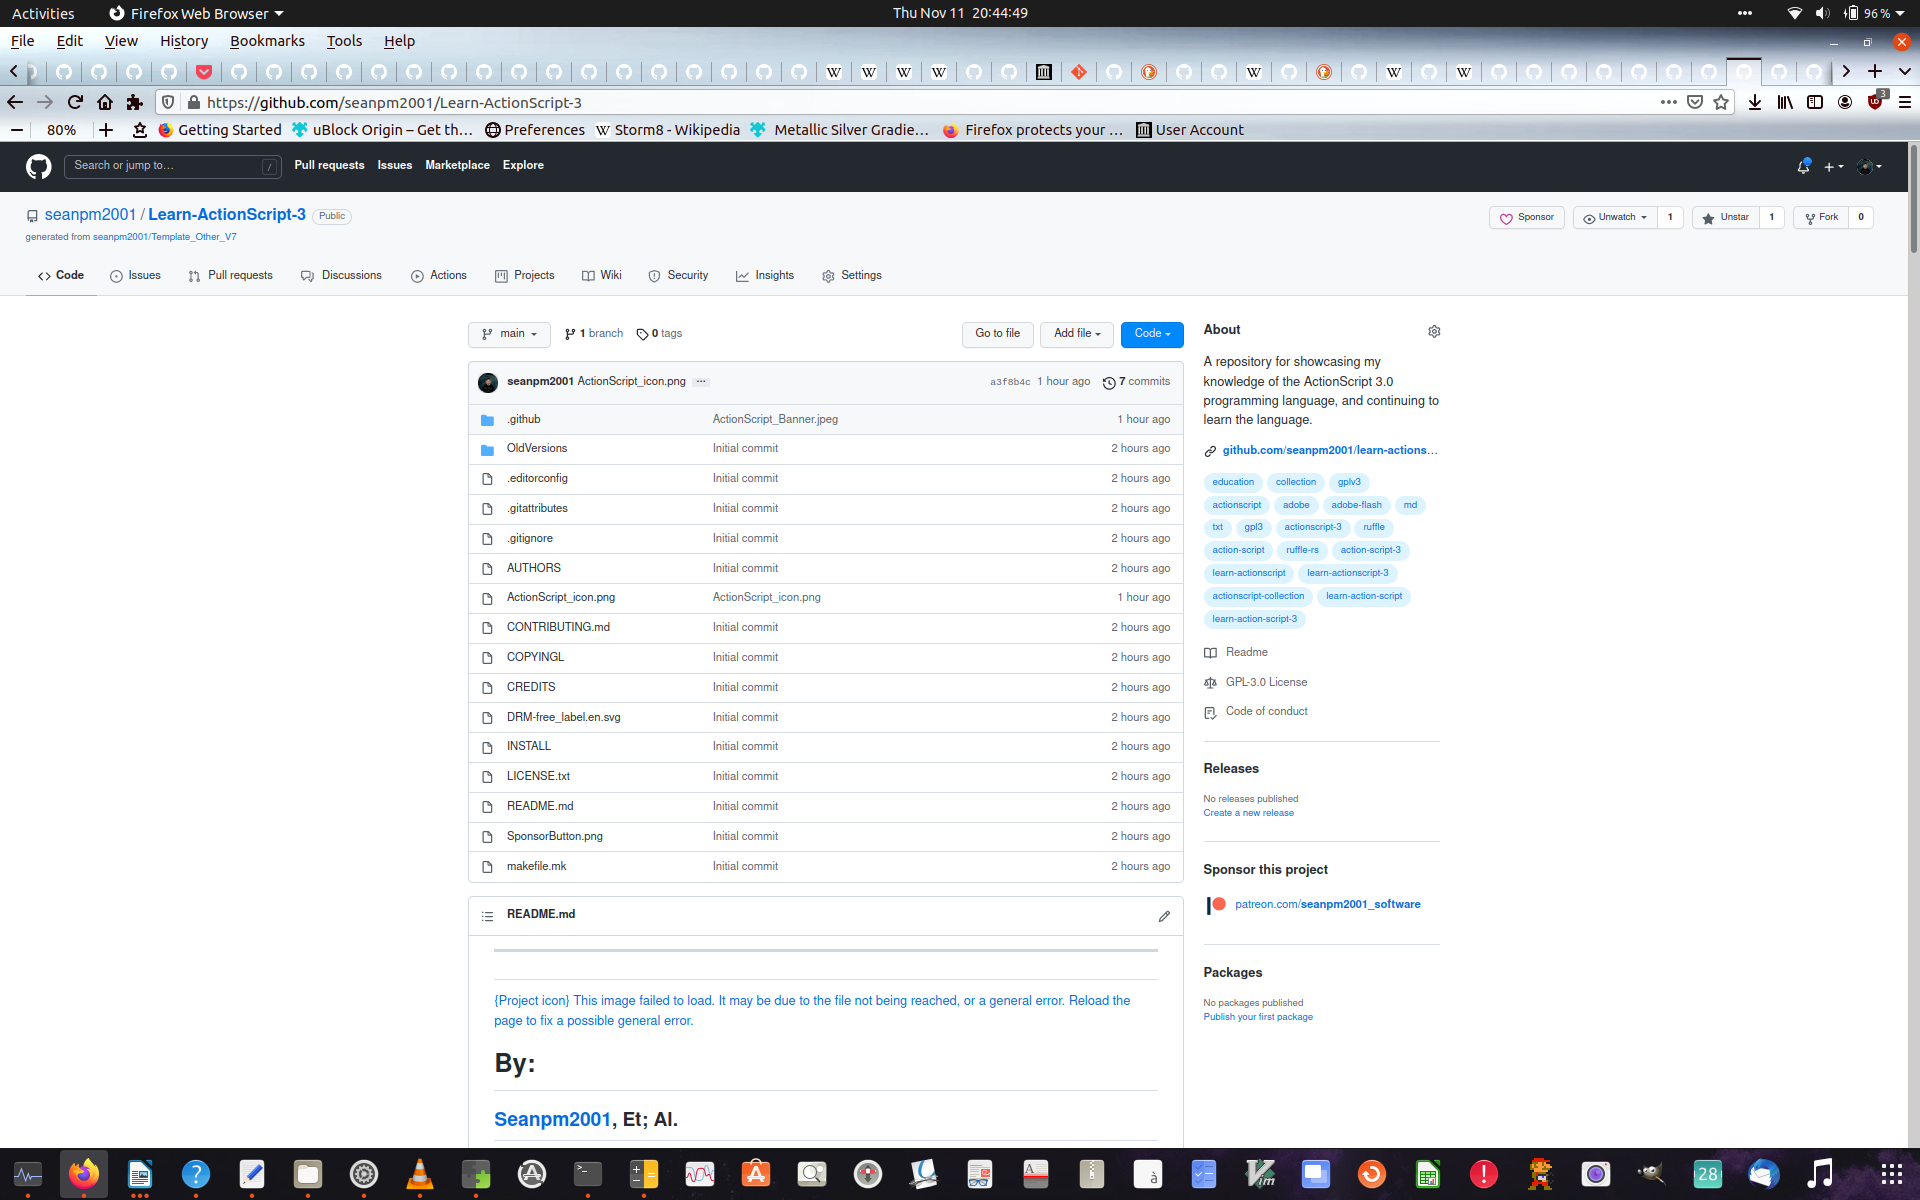 Activities Firefox Web Browser Thu Nov 11 20:44:49 96 %
File Edit View History Bookmarks Tools Help
https://github.com/seanpm2001/Learn-ActionScript-3 3
80% Getting Started uBlock Origin – Get th… Preferences Storm8 - Wikipedia Metallic Silver Gradie… Firefox protects your … User Account
Search or jump to… / Pull requests Issues Marketplace Explore
seanpm2001 / Learn-ActionScript-3 Public Sponsor Unwatch 1 Unstar 1 Fork 0
generated from seanpm2001/Template_Other_V7
Code Issues Pull requests Discussions Actions Projects Wiki Security Insights Settings
main 1 branch 0 tags Go to file Add file Code
seanpm2001 ActionScript_icon.png ... a3f8b4c 1 hour ago 7 commits
.github ActionScript_Banner.jpeg 1 hour ago
OldVersions Initial commit 2 hours ago
.editorconfig Initial commit 2 hours ago
.gitattributes Initial commit 2 hours ago
.gitignore Initial commit 2 hours ago
AUTHORS Initial commit 2 hours ago
ActionScript_icon.png ActionScript_icon.png 1 hour ago
CONTRIBUTING.md Initial commit 2 hours ago
COPYINGL Initial commit 2 hours ago
CREDITS Initial commit 2 hours ago
DRM-free_label.en.svg Initial commit 2 hours ago
INSTALL Initial commit 2 hours ago
LICENSE.txt Initial commit 2 hours ago
README.md Initial commit 2 hours ago
SponsorButton.png Initial commit 2 hours ago
makefile.mk Initial commit 2 hours ago
README.md
{Project icon} This image failed to load. It may be due to the file not being reached, or a general error. Reload the
page to fix a possible general error.
By:
Seanpm2001, Et; Al.
About
A repository for showcasing my
knowledge of the ActionScript 3.0
programming language, and continuing to
learn the language.
github.com/seanpm2001/learn-actions…
education collection gplv3
actionscript adobe adobe-flash md
txt gpl3 actionscript-3 ruffle
action-script ruffle-rs action-script-3
learn-actionscript learn-actionscript-3
actionscript-collection learn-action-script
learn-action-script-3
Readme
GPL-3.0 License
Code of conduct
Releases
No releases published
Create a new release
Sponsor this project
patreon.com/seanpm2001_software
Packages
No packages published
Publish your first package
28